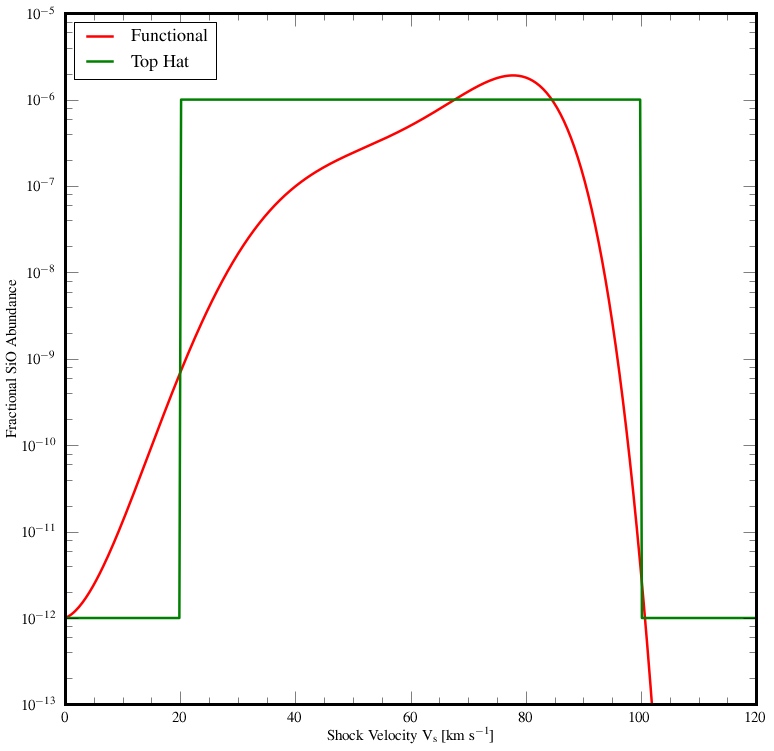 Functional
Top Hat
10⁻⁵
10⁻⁶
10⁻⁷
10⁻⁸
10⁻⁹
10⁻¹⁰
10⁻¹¹
10⁻¹²
10⁻¹³
Fractional SiO Abundance
0 20 40 60 80 100 120
Shock Velocity Vₛ [km s⁻¹]